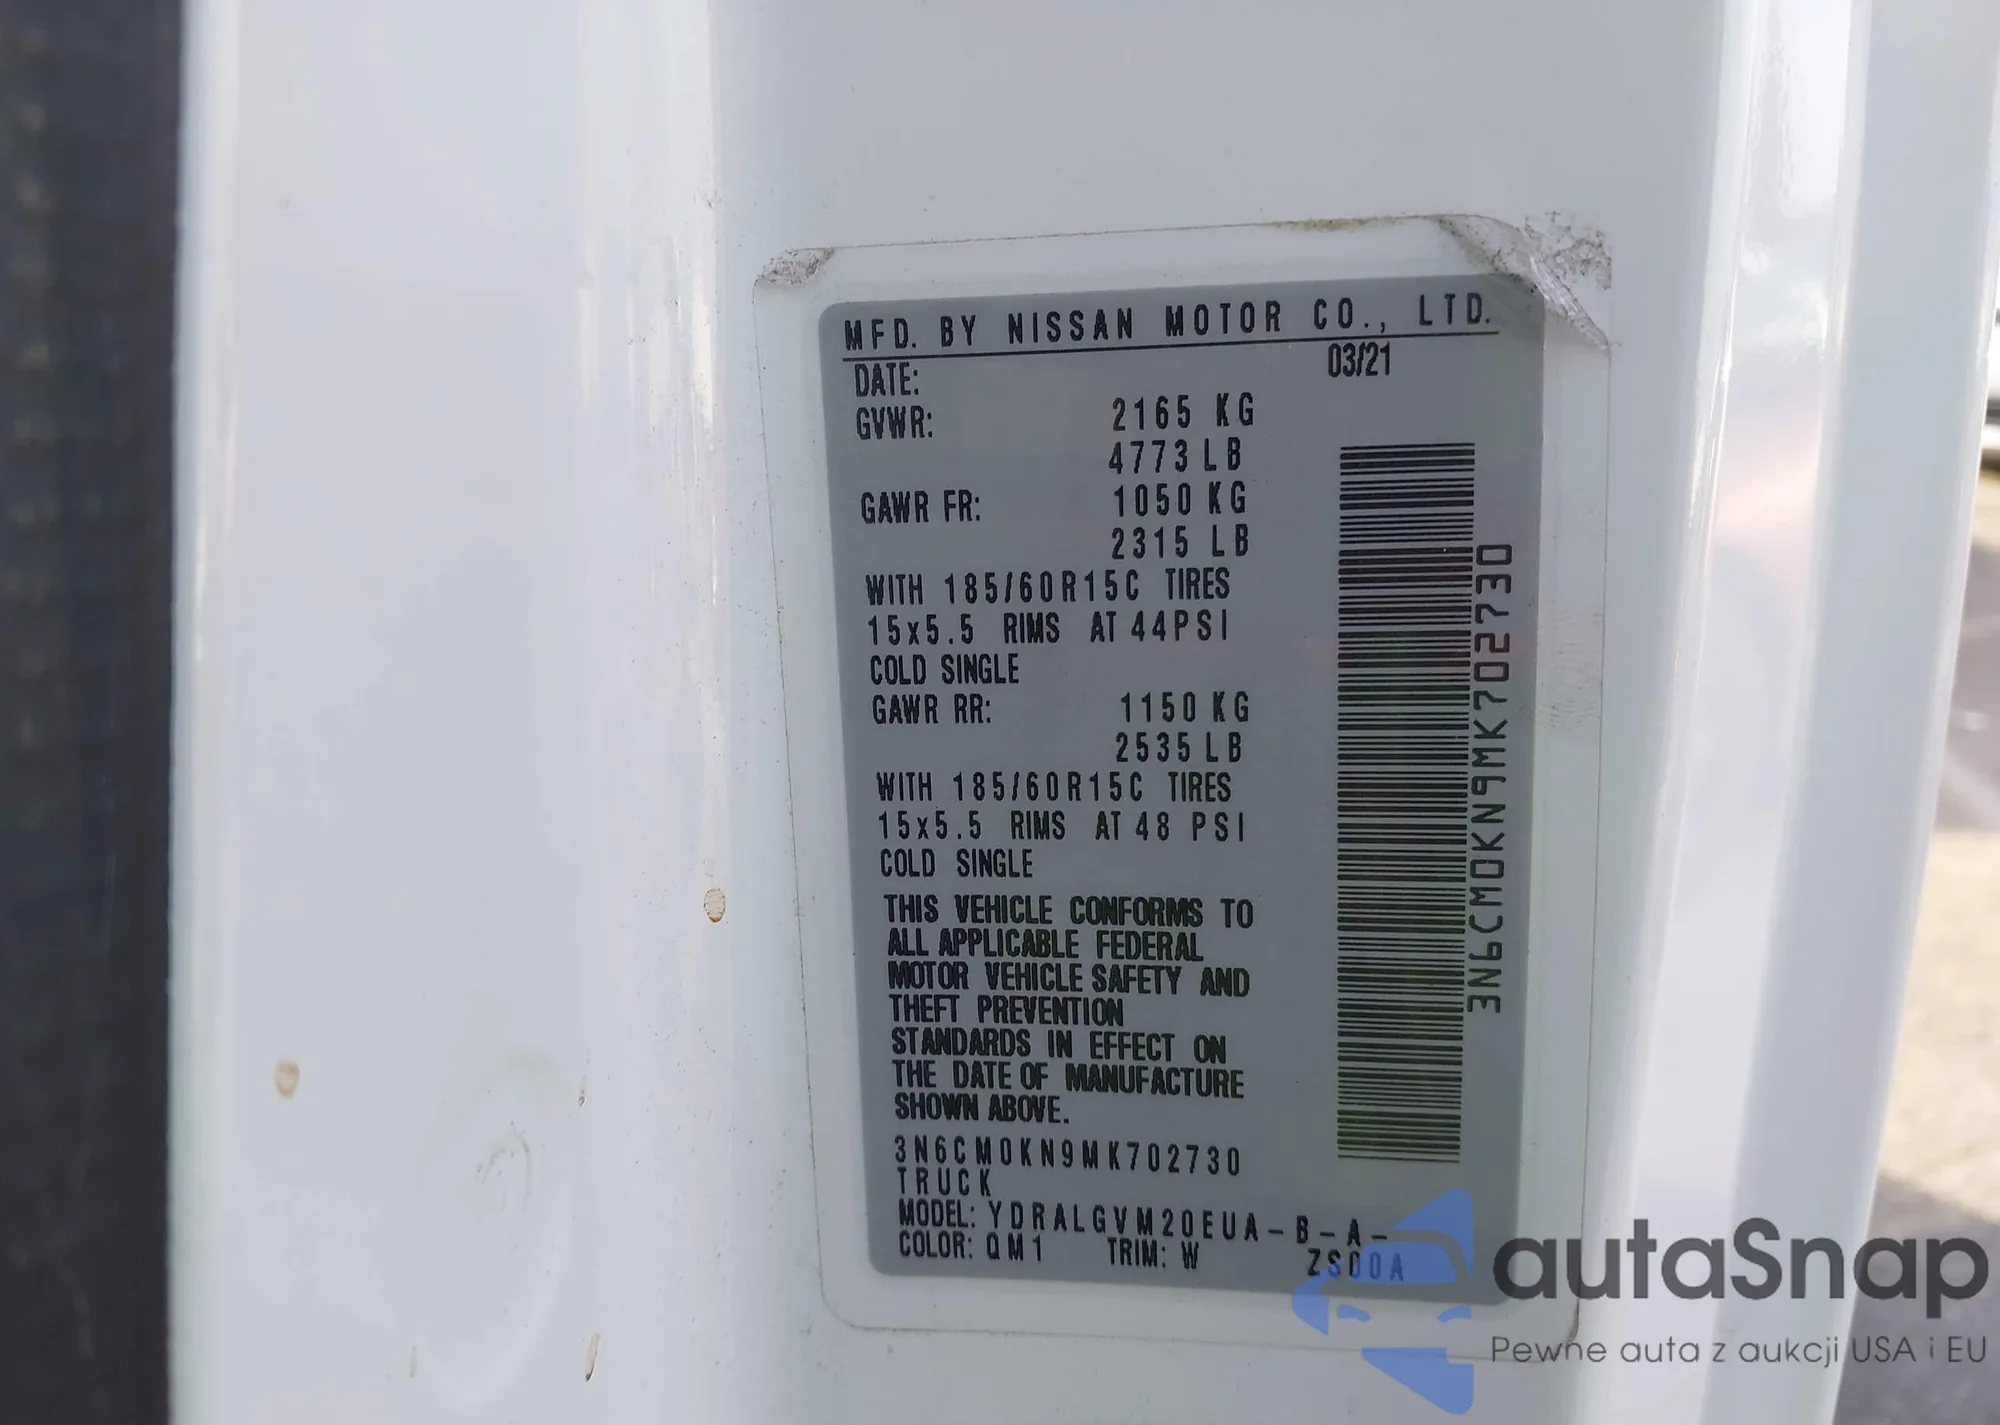 MFD. BY NISSAN MOTOR CO., LTD.
DATE: 03/21
GVWR: 2165 KG
4773 LB
GAWR FR: 1050 KG
2315 LB
WITH 185/60R15C TIRES
15x5.5 RIMS AT 44PSI
COLD SINGLE
GAWR RR: 1150 KG
2535 LB
WITH 185/60R15C TIRES
15x5.5 RIMS AT 48 PSI
COLD SINGLE
THIS VEHICLE CONFORMS TO
ALL APPLICABLE FEDERAL
MOTOR VEHICLE SAFETY AND
THEFT PREVENTION
STANDARDS IN EFFECT ON
THE DATE OF MANUFACTURE
SHOWN ABOVE.
3N6CM0KN9MK702730
TRUCK
MODEL: YDRALGVM20EUA-B-A-
COLOR: QM1 TRIM: W ZS00A
3N6CM0KN9MK702730
autaSnap
Pewne auta z aukcji USA i EU